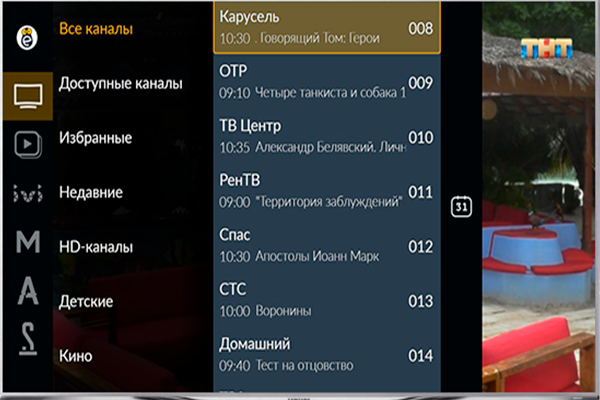 Все каналы
Доступные каналы
Избранные
ivi
Недавние
HD-каналы
Детские
Кино
Карусель
10:30 . Говорящий Том: Герои
008
ОТР
09:10 Четыре танкиста и собака 1
009
ТВ Центр
10:35 Александр Белявский. Личн
010
РенТВ
09:00 "Территория заблуждений"
011
Спас
10:30 Апостолы Иоанн Марк
012
СТС
10:00 Воронины
013
Домашний
09:40 Тест на отцовство
014
31
ТНТ
ё
M
A
2